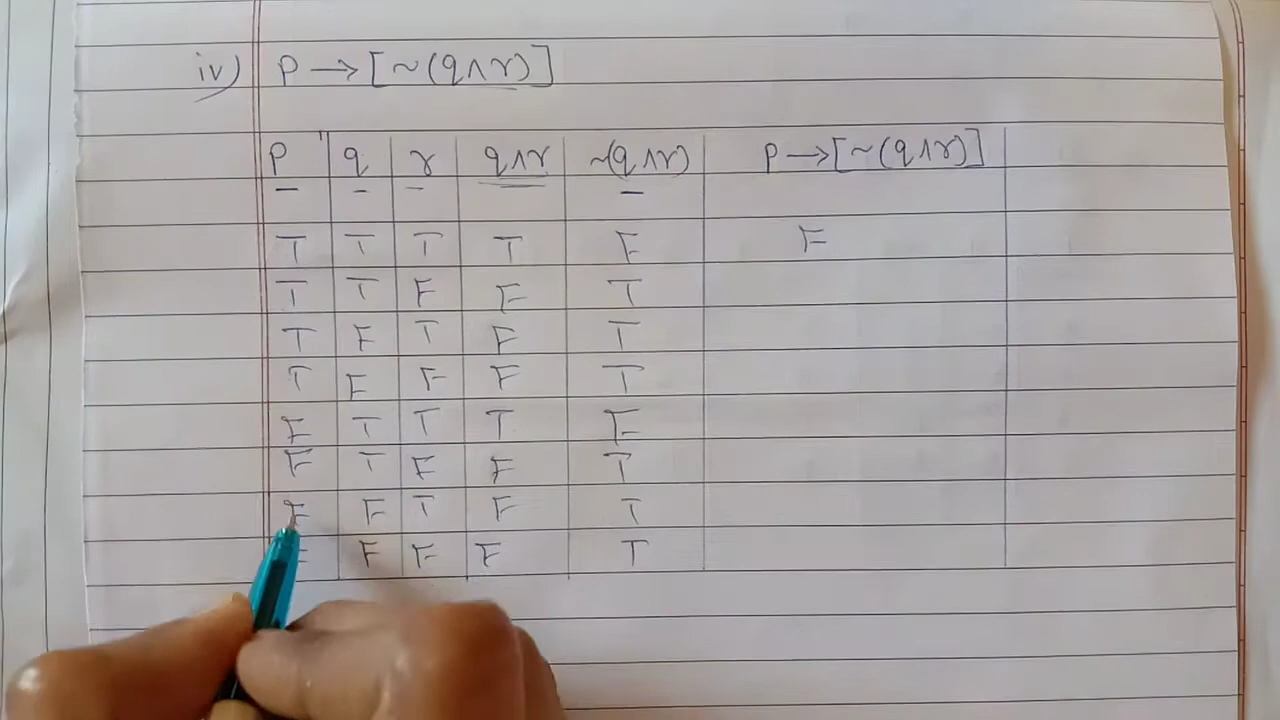 iv) p → [~(q∧r)]
p q r q∧r ~(q∧r) p → [~(q∧r)]
T T T T F F
T T F F T
T F T F T
T F F F T
F T T T F
F T F F T
F F T F T
F F F T